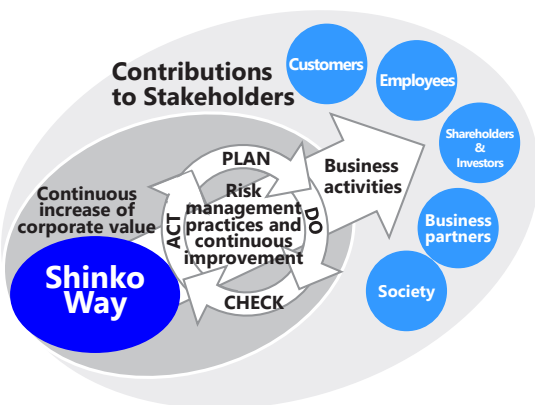 Contributions
to Stakeholders
Customers
Employees
Shareholders
&
Investors
Business
partners
Society
Business
activities
PLAN
DO
CHECK
ACT
Risk
management
practices and
continuous
improvement
Continuous
increase of
corporate value
Shinko
Way